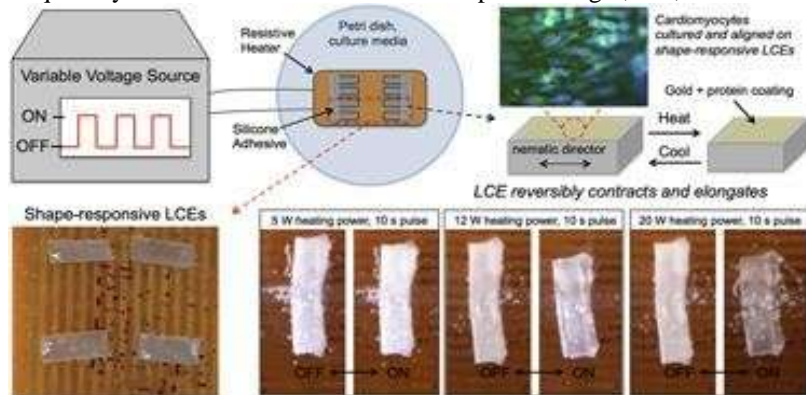 Petri dish,
culture media
Resistive
Heater
Silicone
Adhesive
Variable Voltage Source
ON
OFF
Cardiomyocytes
cultured and aligned on
shape-responsive LCEs
Gold + protein coating
nematic director
Heat
Cool
LCE reversibly contracts and elongates
Shape-responsive LCEs
5 W heating power, 10 s pulse
12 W heating power, 10 s pulse
20 W heating power, 10 s pulse
OFF ON
OFF ON
OFF ON